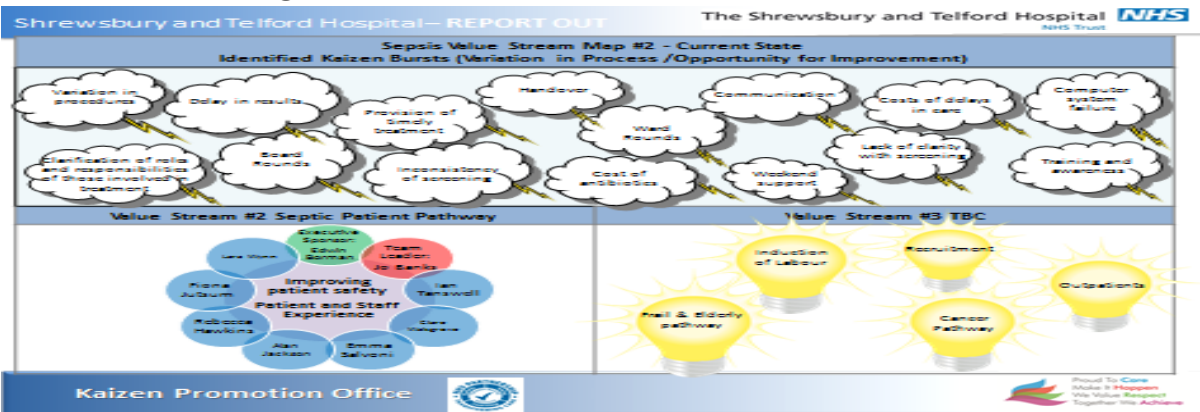 Shrewsbury and Telford Hospital– REPORT OUT
The Shrewsbury and Telford Hospital NHS
NHS Trust
Sepsis Value Stream Map #2 - Current State
Identified Kaizen Bursts (Variation in Process /Opportunity for Improvement)
Variation in
procedures
Delay in results
Provision of
timely
treatment
Handover
Ward
Rounds
Communication
Costs of delays
in care
Computer
system
failure
Clarification of roles
and responsibilities
of those involved in
treatment
Board
Rounds
Inconsistency
of screening
Cost of
antibiotics
Weekend
support
Lack of clarity
with screening
Training and
awareness
Value Stream #2 Septic Patient Pathway
Value Stream #3 TBC
Executive
Sponsor:
Edwin
Borman
Team
Leader:
Jo Banks
Ian
Tanswell
Clare
Emma
Salvoni
Alan
Jackson
Rebecca
Hawkins
Fiona
Jutsum
Improving
patient safety
Patient and Staff
Experience
Induction
of Labour
Recruitment
Outpatients
Frail & Elderly
pathway
Cancer
Pathway
Kaizen Promotion Office
Proud To Care
Make It Happen
We Value Respect
Together We Achieve